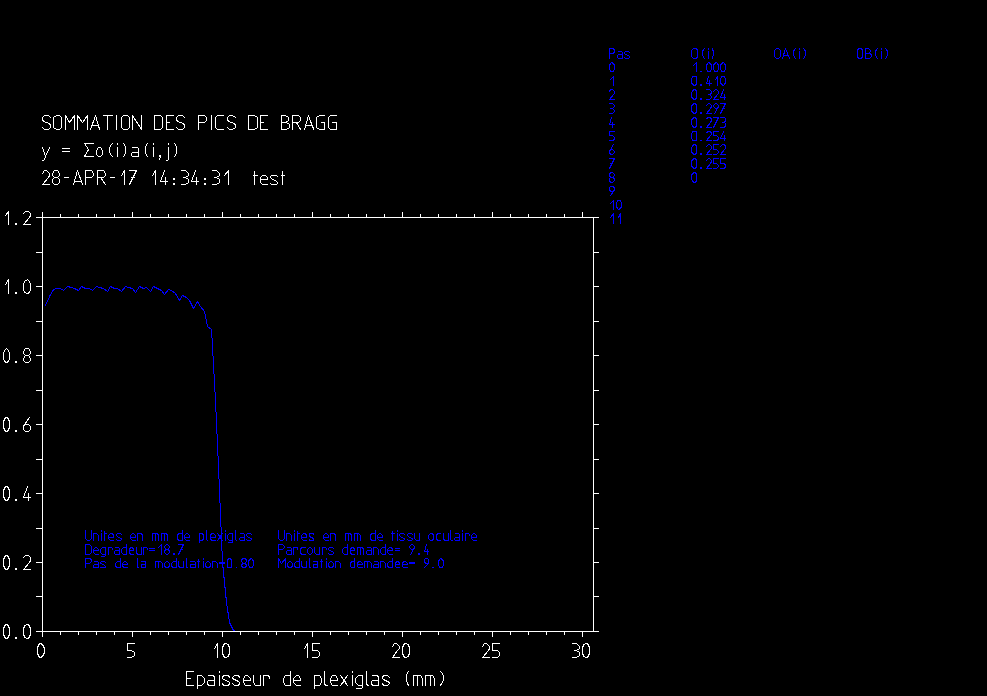 Pas O(i) OA(i) OB(i)
0 1.000
1 0.410
2 0.324
3 0.297
4 0.273
5 0.254
6 0.252
7 0.255
8 0
9
10
11
SOMMATION DES PICS DE BRAGG
y = Σo(i)a(i,j)
28-APR-17 14:34:31 test
1.2
1.0
0.8
0.6
0.4
0.2
0.0
Unites en mm de plexiglas Unites en mm de tissu oculaire
Degradeur=18.7 Parcours demande= 9.4
Pas de la modulation=0.80 Modulation demandee= 9.0
0 5 10 15 20 25 30
Epaisseur de plexiglas (mm)